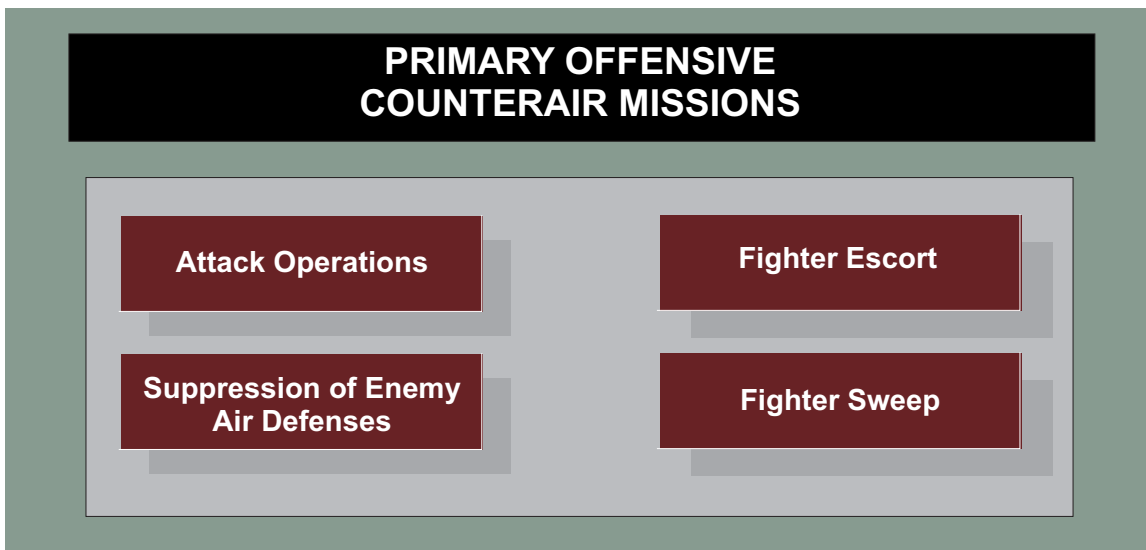 PRIMARY OFFENSIVE
COUNTERAIR MISSIONS
Attack Operations
Fighter Escort
Suppression of Enemy
Air Defenses
Fighter Sweep